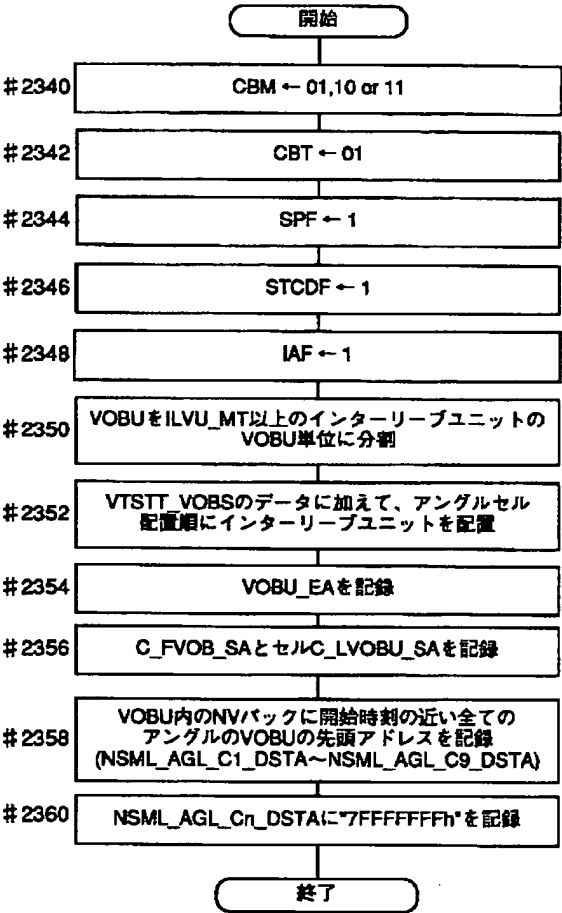 開始
#2340
CBM ← 01,10 or 11
#2342
CBT ← 01
#2344
SPF ← 1
#2346
STCDF ← 1
#2348
IAF ← 1
#2350
VOBUをILVU_MT以上のインターリーブユニットの
VOBU単位に分割
#2352
VTSTT_VOBSのデータに加えて、アングルセル
配置順にインターリーブユニットを配置
#2354
VOBU_EAを記録
#2356
C_FVOB_SAとセルC_LVOBU_SAを記録
#2358
VOBU内のNVパックに開始時刻の近い全ての
アングルのVOBUの先頭アドレスを記録
(NSML_AGL_C1_DSTA～NSML_AGL_C9_DSTA)
#2360
NSML_AGL_Cn_DSTAに"7FFFFFFFh"を記録
終了